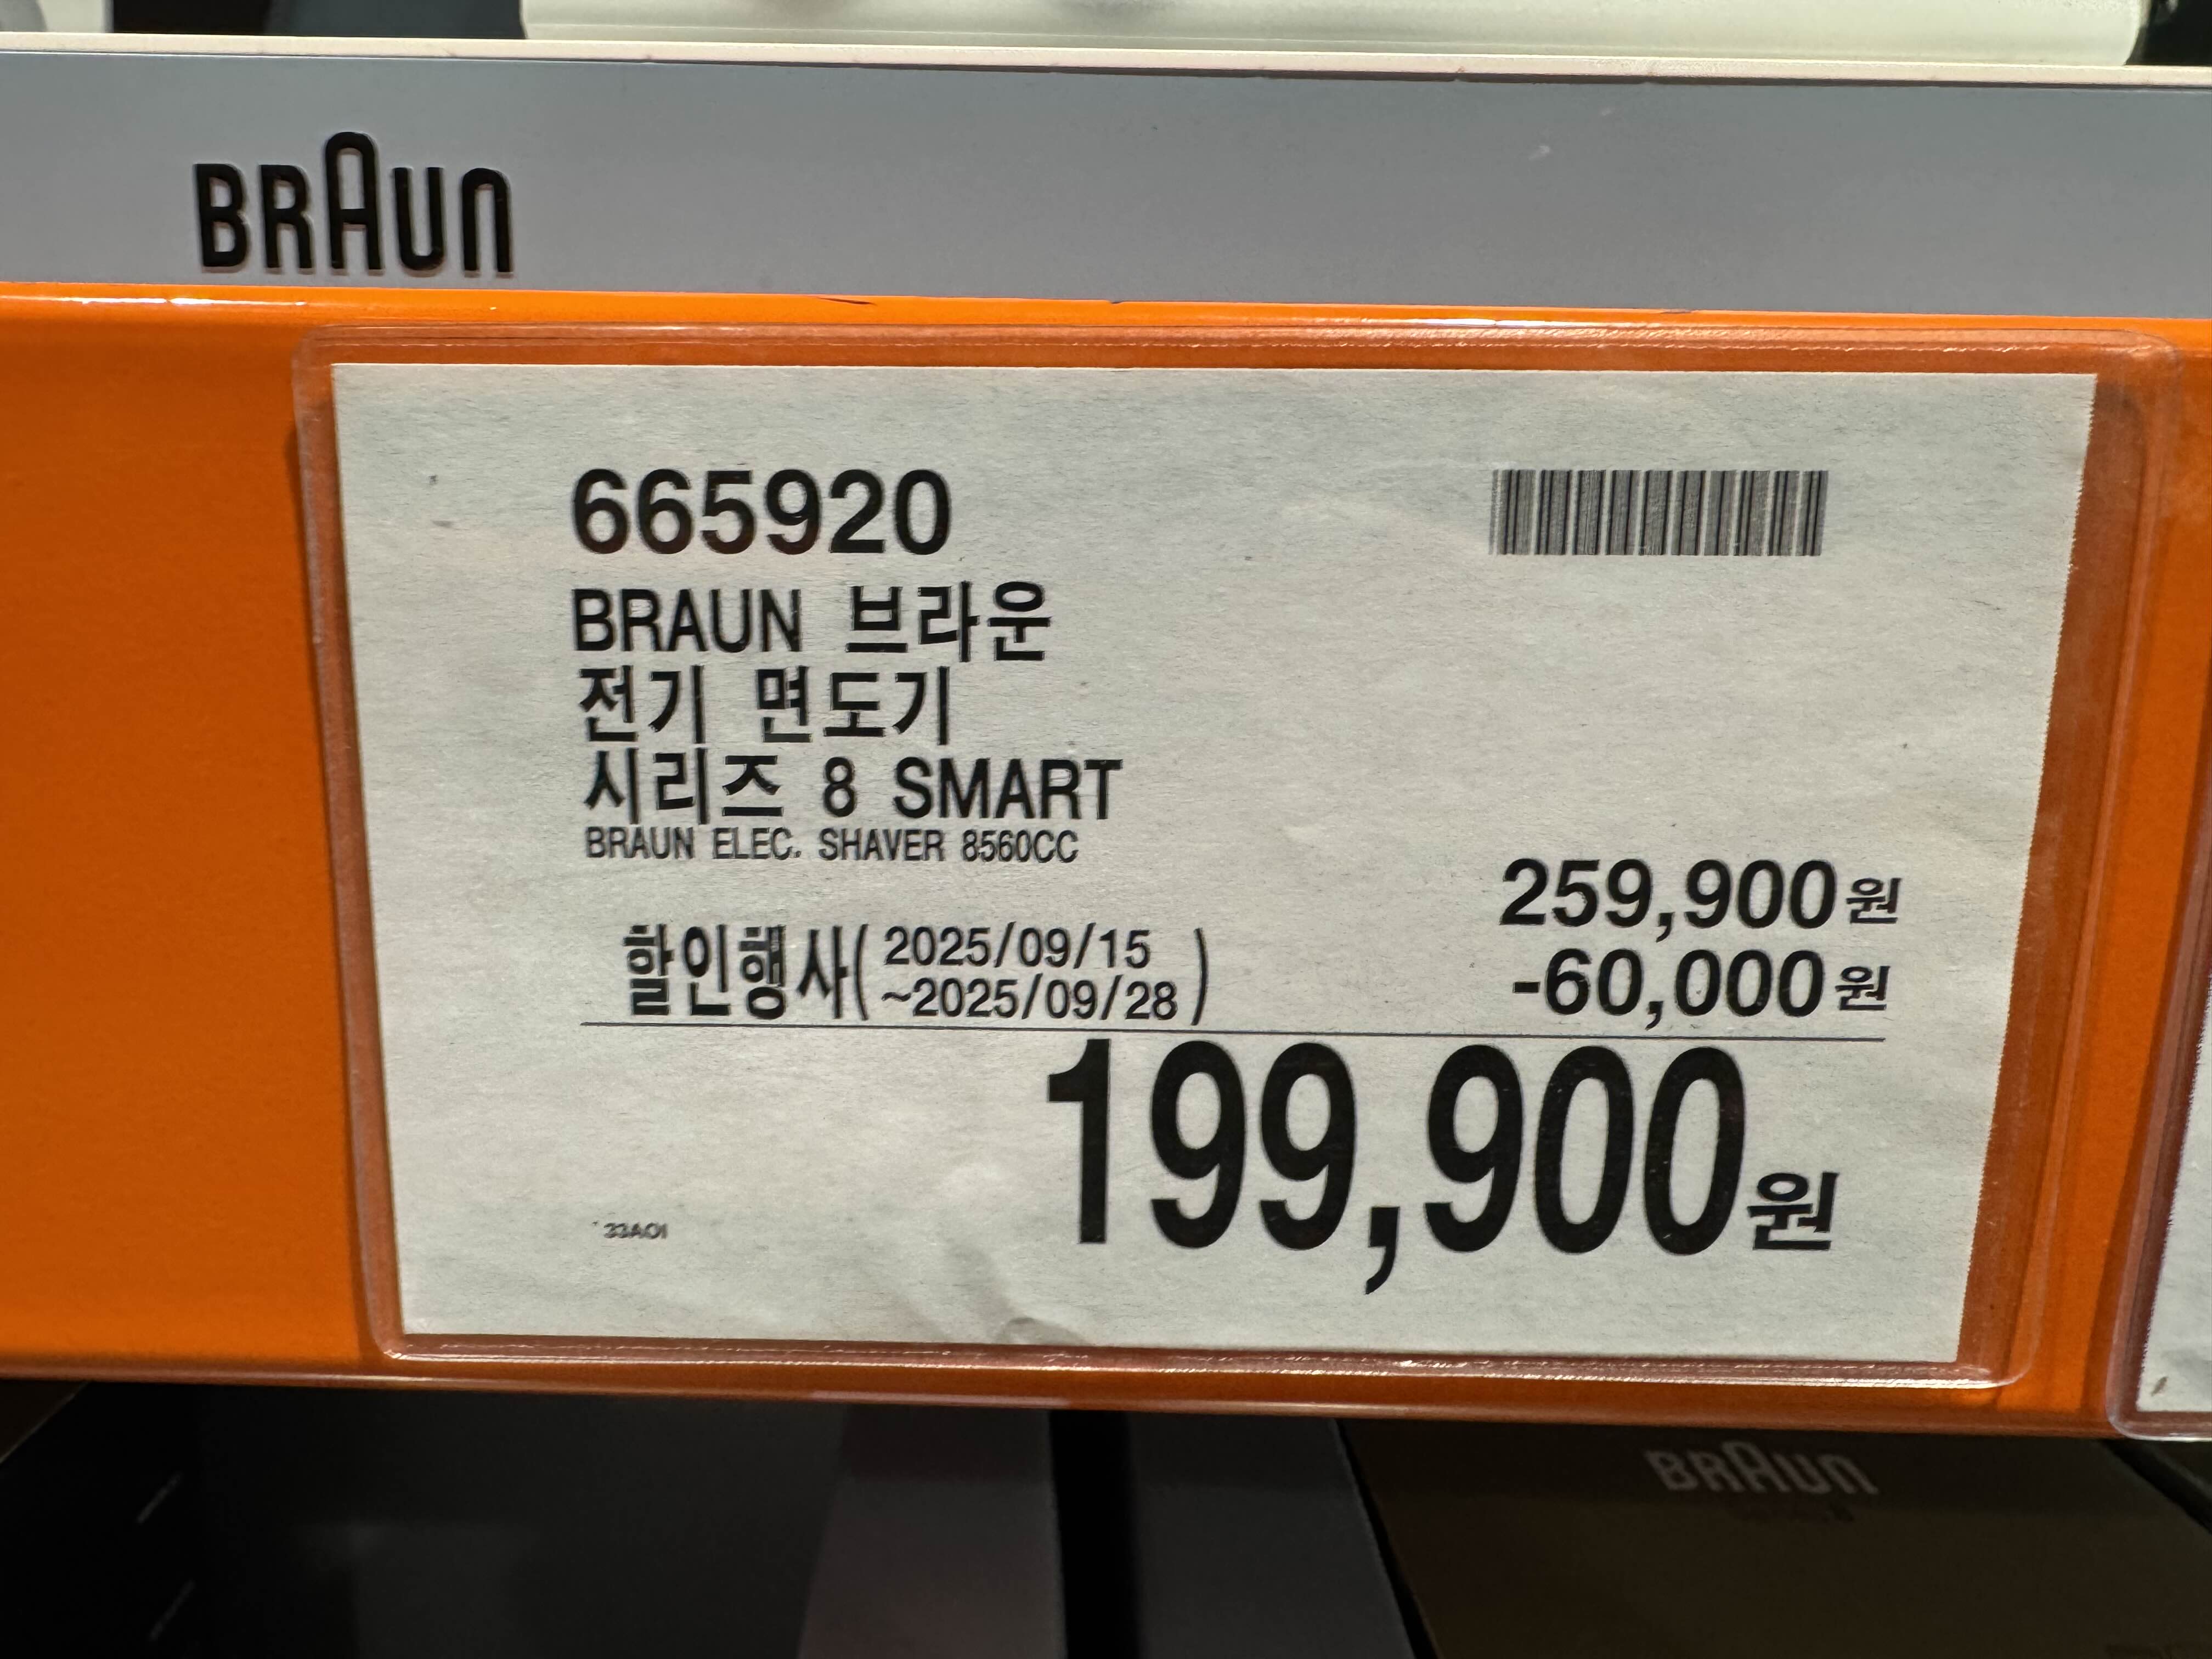 BRAUN
665920
BRAUN 브라운
전기 면도기
시리즈 8 SMART
BRAUN ELEC. SHAVER 8560CC
259,900원
할인행사( 2025/09/15
~2025/09/28 )
-60,000원
199,900원
BRAUN